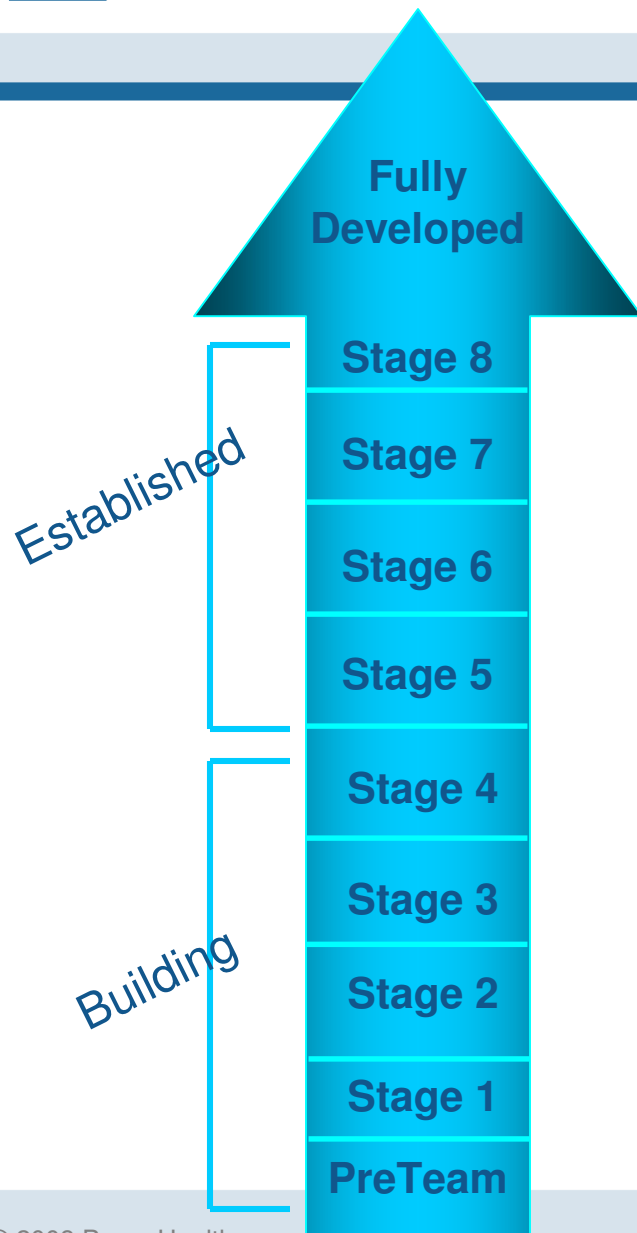 Fully
Developed
Stage 8
Stage 7
Established
Stage 6
Stage 5
Stage 4
Stage 3
Building
Stage 2
Stage 1
PreTeam